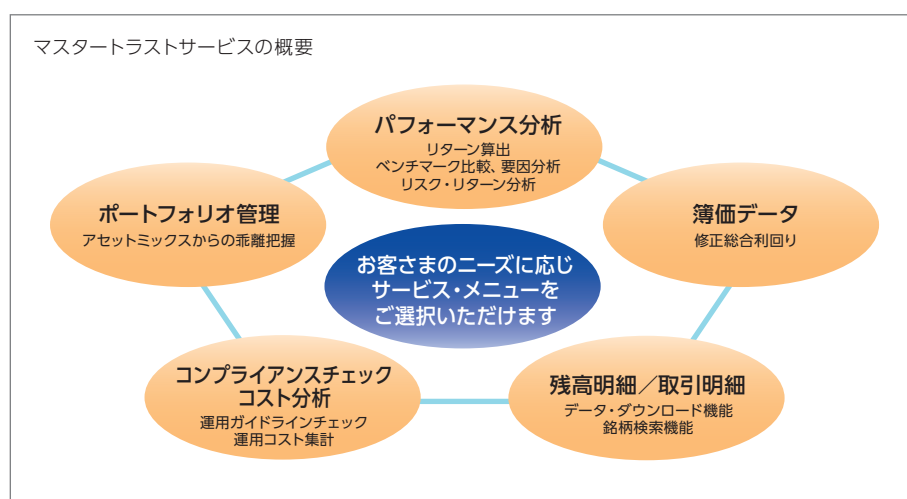 マスタートラストサービスの概要
パフォーマンス分析
リターン算出
ベンチマーク比較、要因分析
リスク・リターン分析
ポートフォリオ管理
アセットミックスからの乖離把握
簿価データ
修正総合利回り
お客さまのニーズに応じ
サービス・メニューを
ご選択いただけます
コンプライアンスチェック
コスト分析
運用ガイドラインチェック
運用コスト集計
残高明細／取引明細
データ・ダウンロード機能
銘柄検索機能